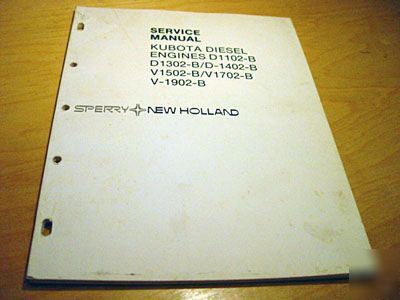 SERVICE
MANUAL
KUBOTA DIESEL
ENGINES D1102-B
D1302-B/D-1402-B
V1502-B/V1702-B
V-1902-B
SPERRY NEW HOLLAND